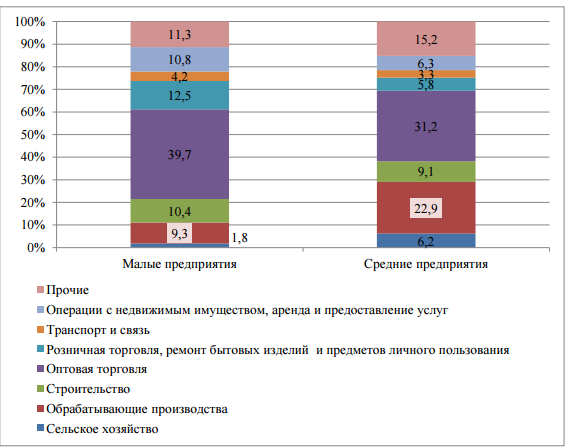 100%
90%
80%
70%
60%
50%
40%
30%
20%
10%
0%
11,3
10,8
4,2
12,5
39,7
10,4
9,3
1,8
15,2
6,3
3,3
5,8
31,2
9,1
22,9
6,2
Малые предприятия
Средние предприятия
Прочие
Операции с недвижимым имуществом, аренда и предоставление услуг
Транспорт и связь
Розничная торговля, ремонт бытовых изделий и предметов личного пользования
Оптовая торговля
Строительство
Обрабатывающие производства
Сельское хозяйство